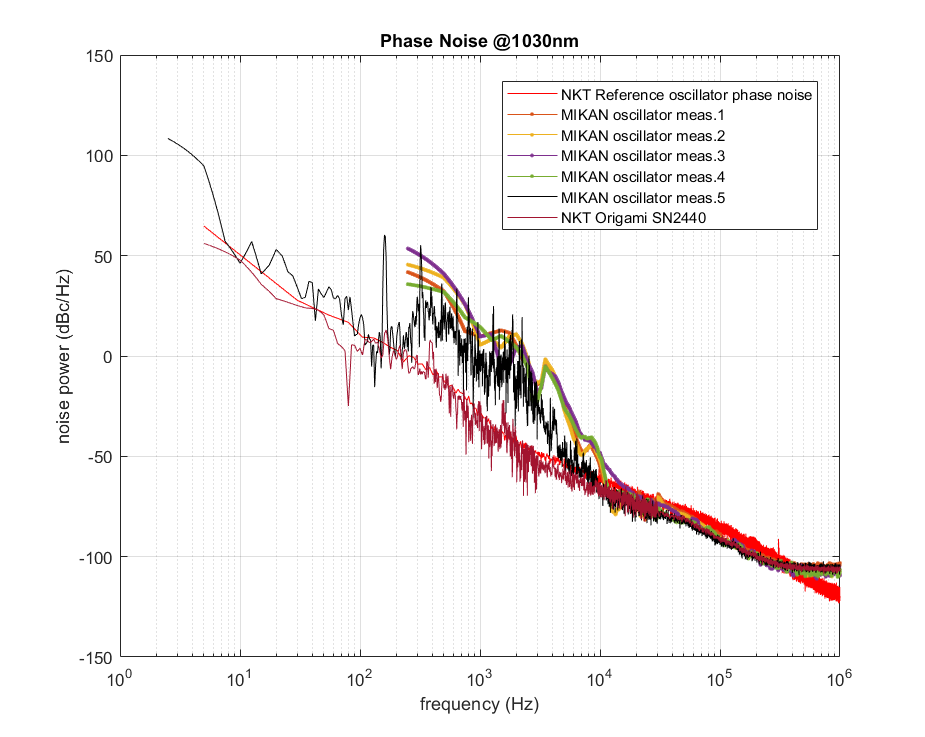 Phase Noise @1030nm
150
100
50
0
-50
-100
-150
noise power (dBc/Hz)
NKT Reference oscillator phase noise
MIKAN oscillator meas.1
MIKAN oscillator meas.2
MIKAN oscillator meas.3
MIKAN oscillator meas.4
MIKAN oscillator meas.5
NKT Origami SN2440
10^0 10^1 10^2 10^3 10^4 10^5 10^6
frequency (Hz)